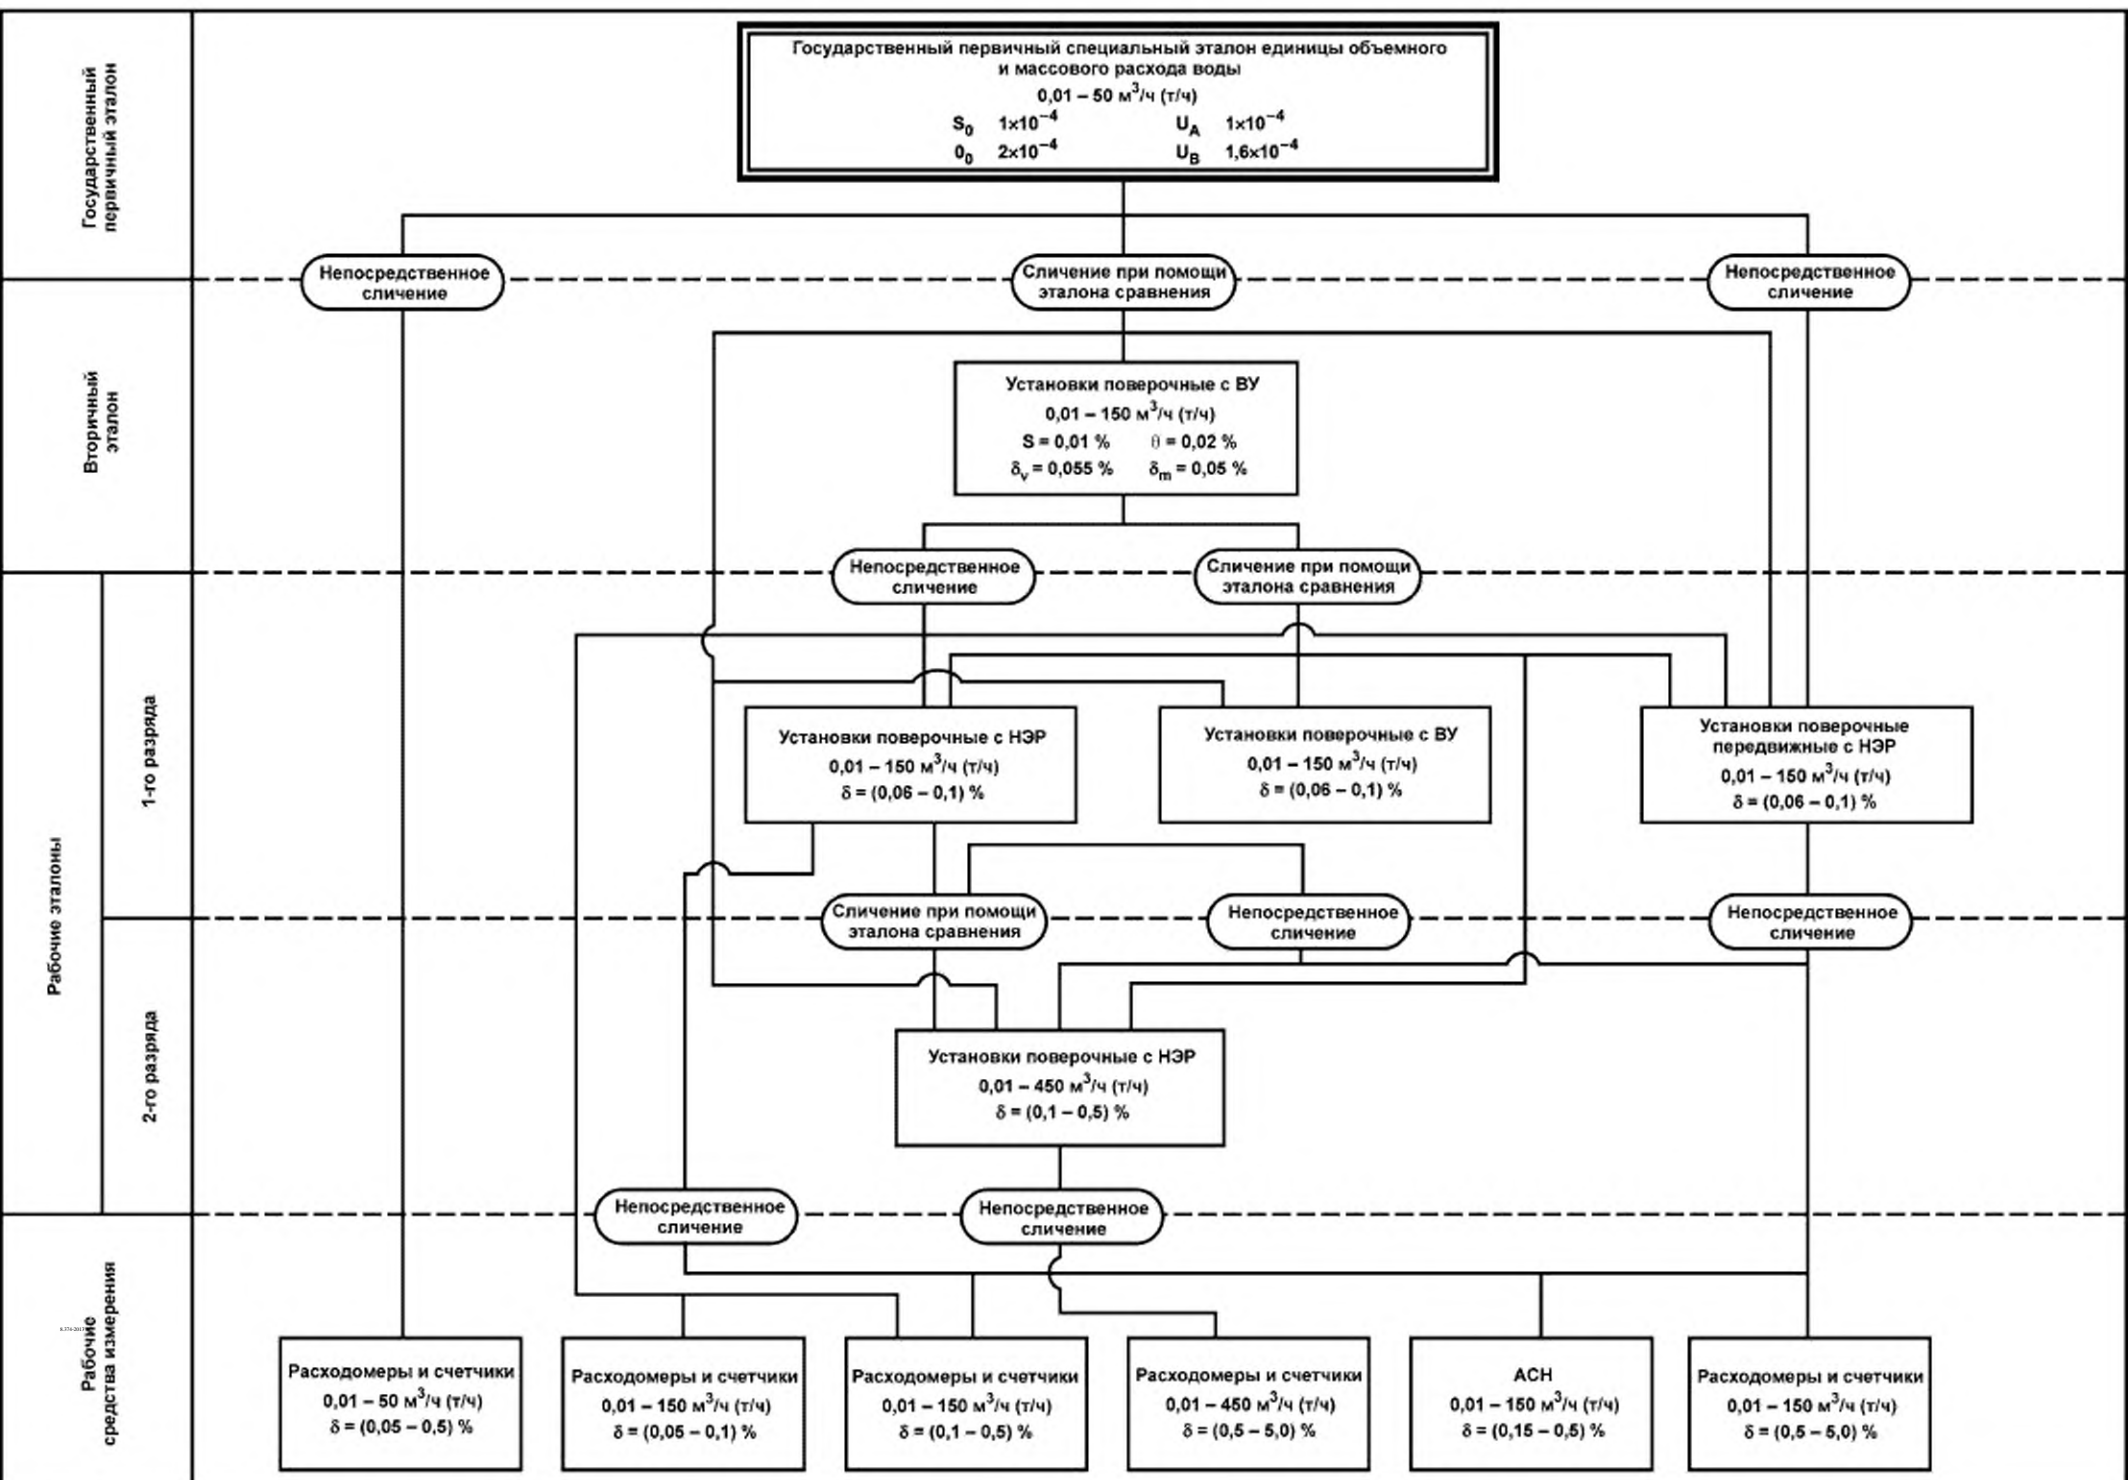 Государственный первичный специальный эталон единицы объемного
и массового расхода воды
0,01 – 50 м³/ч (т/ч)
S₀ 1×10⁻⁴ U_A 1×10⁻⁴
0₀ 2×10⁻⁴ U_B 1,6×10⁻⁴
Государственный
первичный эталон
Непосредственное
сличение
Сличение при помощи
эталона сравнения
Непосредственное
сличение
Вторичный
эталон
Установки поверочные с ВУ
0,01 – 150 м³/ч (т/ч)
S = 0,01 % θ = 0,02 %
δᵥ = 0,055 % δₘ = 0,05 %
Непосредственное
сличение
Сличение при помощи
эталона сравнения
Рабочие эталоны
1-го разряда
Установки поверочные с НЭР
0,01 – 150 м³/ч (т/ч)
δ = (0,06 – 0,1) %
Установки поверочные с ВУ
0,01 – 150 м³/ч (т/ч)
δ = (0,06 – 0,1) %
Установки поверочные
передвижные с НЭР
0,01 – 150 м³/ч (т/ч)
δ = (0,06 – 0,1) %
Сличение при помощи
эталона сравнения
Непосредственное
сличение
Непосредственное
сличение
2-го разряда
Установки поверочные с НЭР
0,01 – 450 м³/ч (т/ч)
δ = (0,1 – 0,5) %
Непосредственное
сличение
Непосредственное
сличение
Рабочие
средства измерения
Расходомеры и счетчики
0,01 – 50 м³/ч (т/ч)
δ = (0,05 – 0,5) %
Расходомеры и счетчики
0,01 – 150 м³/ч (т/ч)
δ = (0,05 – 0,1) %
Расходомеры и счетчики
0,01 – 150 м³/ч (т/ч)
δ = (0,1 – 0,5) %
Расходомеры и счетчики
0,01 – 450 м³/ч (т/ч)
δ = (0,5 – 5,0) %
АСН
0,01 – 150 м³/ч (т/ч)
δ = (0,15 – 0,5) %
Расходомеры и счетчики
0,01 – 150 м³/ч (т/ч)
δ = (0,5 – 5,0) %